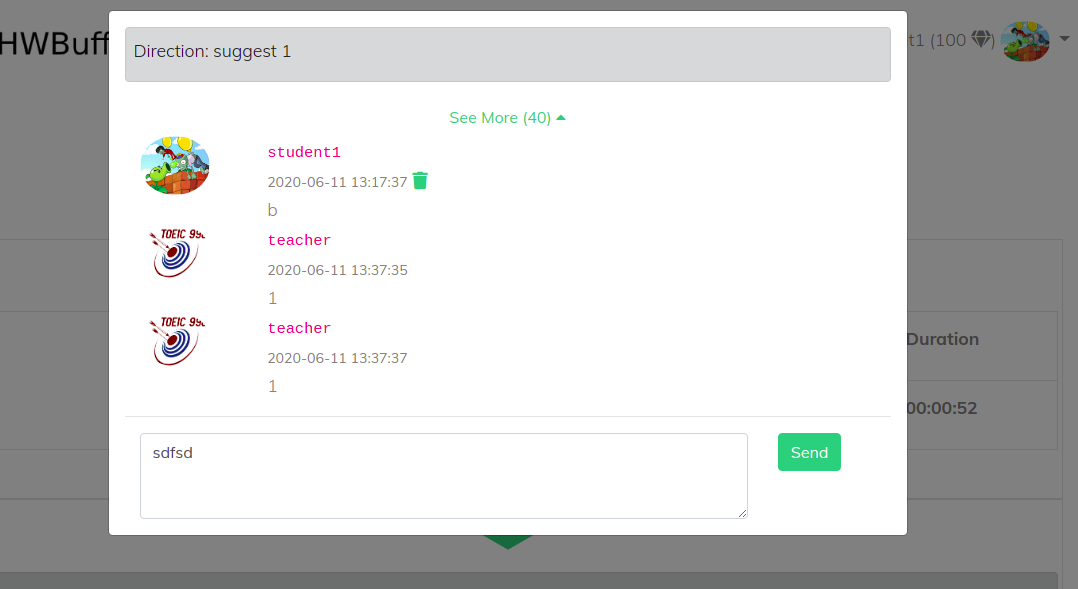 HWBuff
t1 (100 )
Direction: suggest 1
See More (40)
student1
2020-06-11 13:17:37
b
TOEIC 99
teacher
2020-06-11 13:37:35
1
TOEIC 99
teacher
2020-06-11 13:37:37
1
Duration
00:00:52
sdfsd
Send